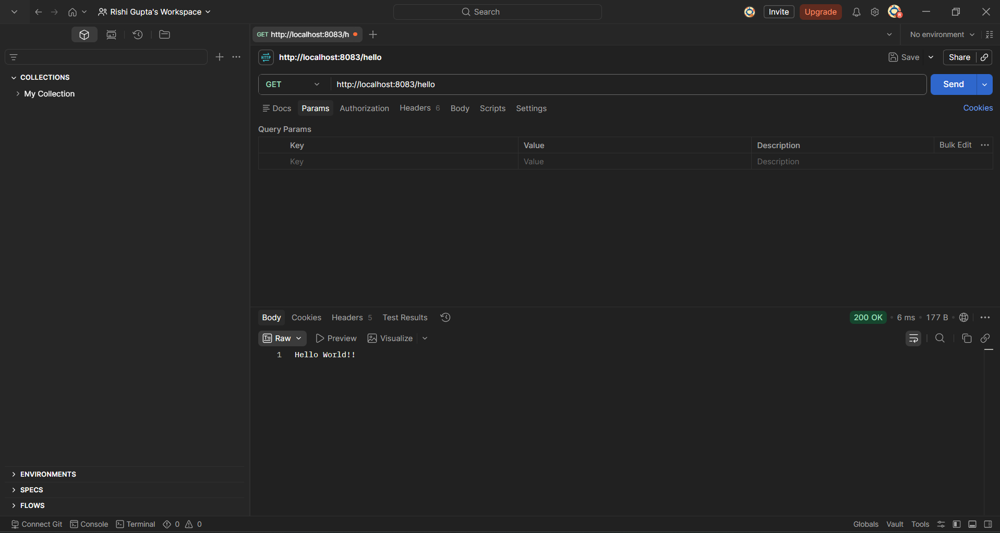 Rishi Gupta's Workspace
Search
Invite
Upgrade
R
GET http://localhost:8083/h
No environment
HTTP http://localhost:8083/hello
Save
Share
COLLECTIONS
My Collection
GET http://localhost:8083/hello
Send
Docs Params Authorization Headers 6 Body Scripts Settings
Cookies
Query Params
Key Value Description Bulk Edit
Key Value Description
Body Cookies Headers 5 Test Results
200 OK • 6 ms • 177 B
Raw Preview Visualize
1 Hello World!!
ENVIRONMENTS
SPECS
FLOWS
Connect Git Console Terminal 0 0
Globals Vault Tools